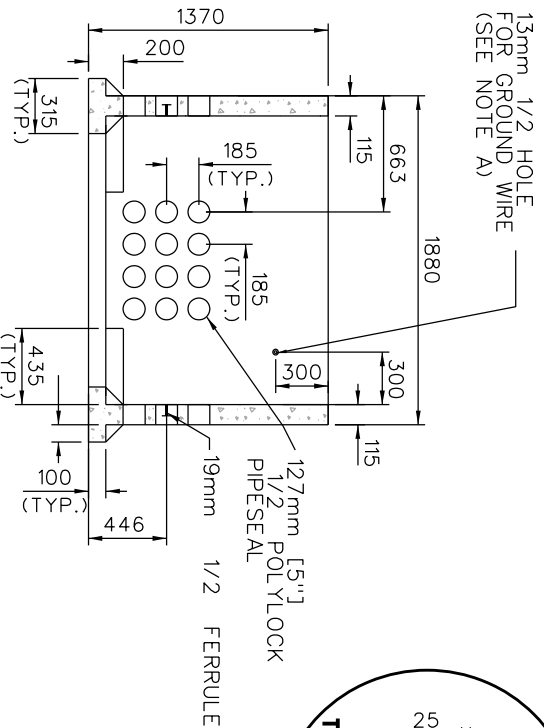 13mm 1/2 HOLE
FOR GROUND WIRE
(SEE NOTE A)
1370
200
315
(TYP.)
185
(TYP.)
115
663
1880
185
(TYP.)
300
300
115
435
(TYP.)
100
(TYP.)
446
127mm [5"]
1/2 POLYLOCK
PIPESEAL
19mm 1/2 FERRULE
25
T